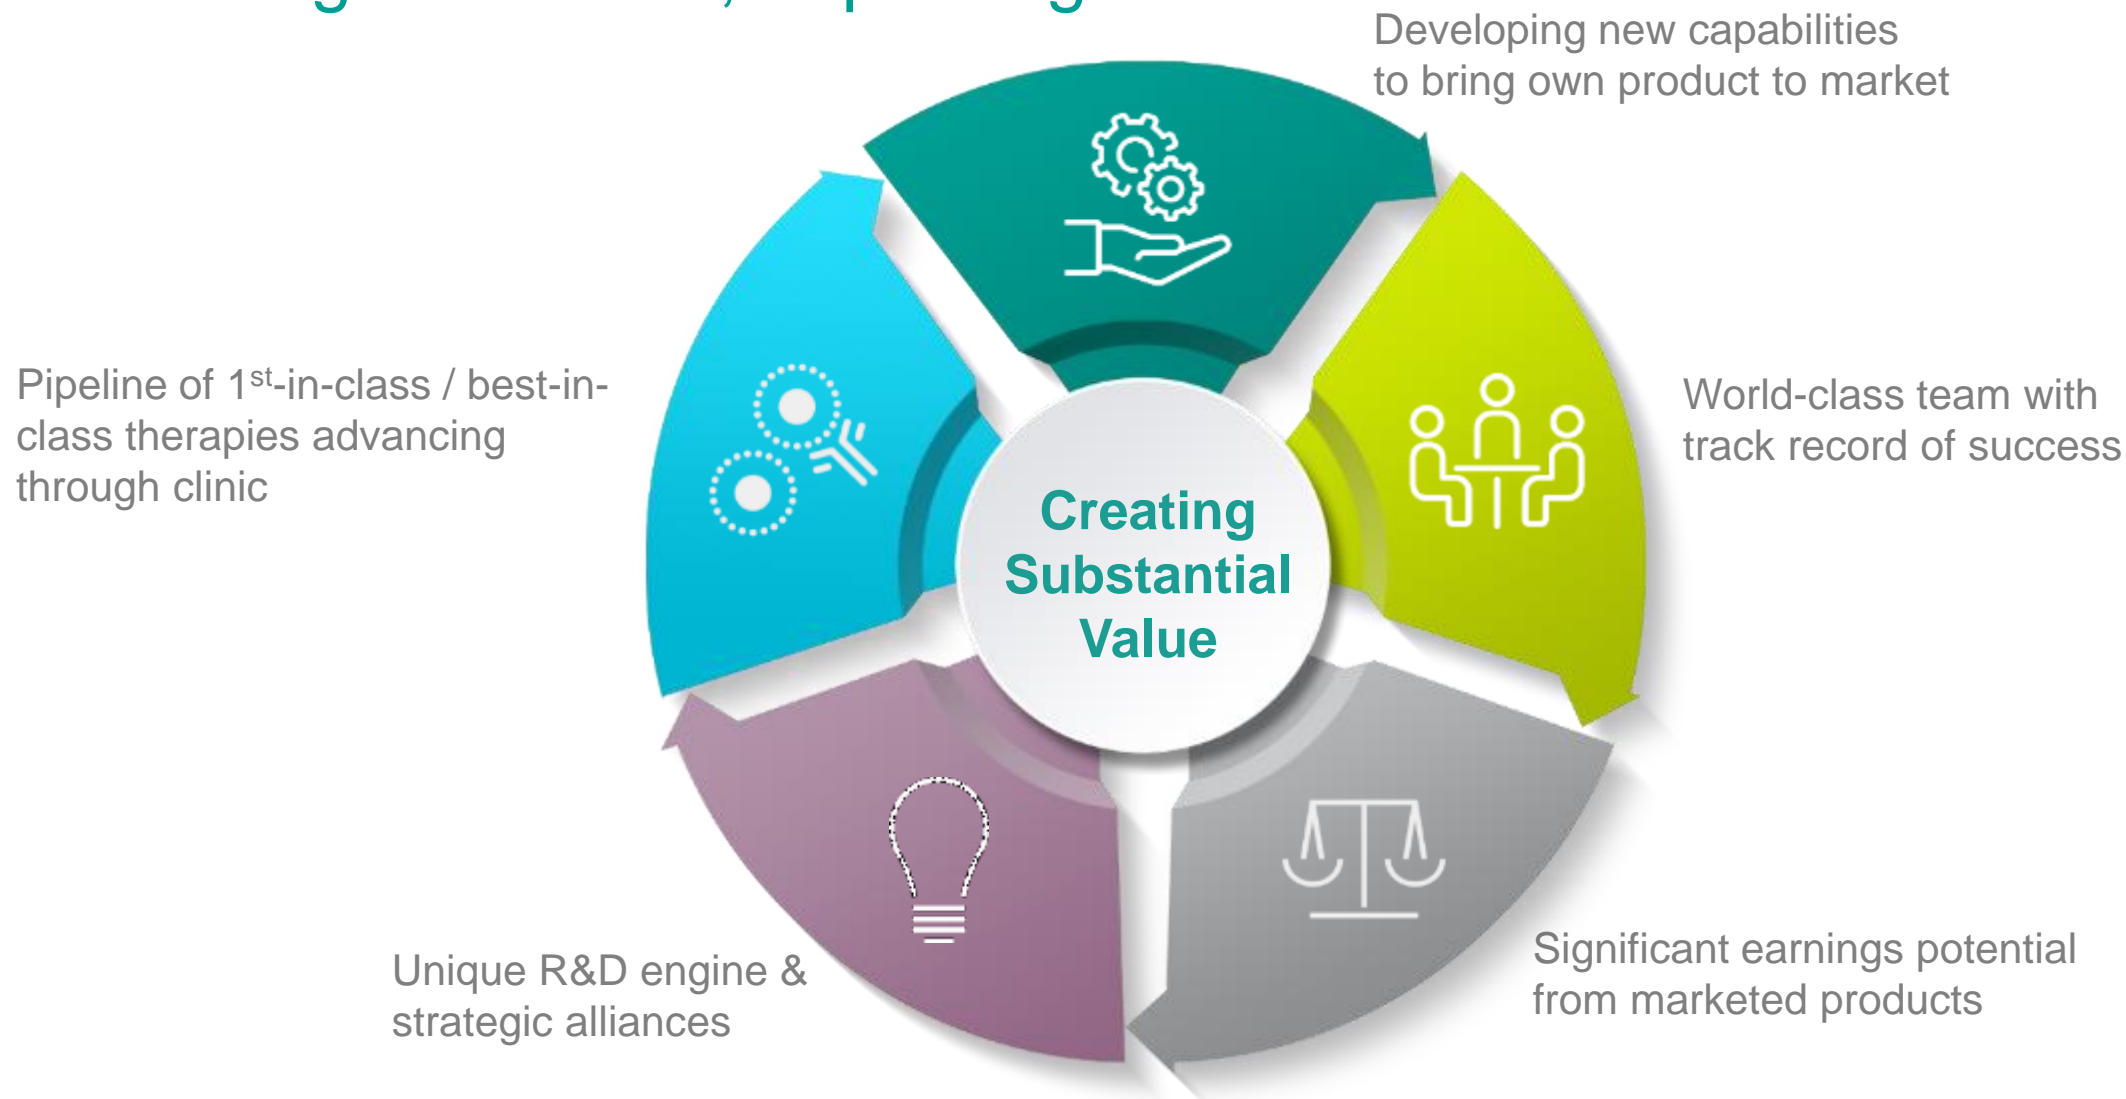 Developing new capabilities
to bring own product to market
Pipeline of 1st-in-class / best-in-
class therapies advancing
through clinic
World-class team with
track record of success
Creating
Substantial
Value
Unique R&D engine &
strategic alliances
Significant earnings potential
from marketed products